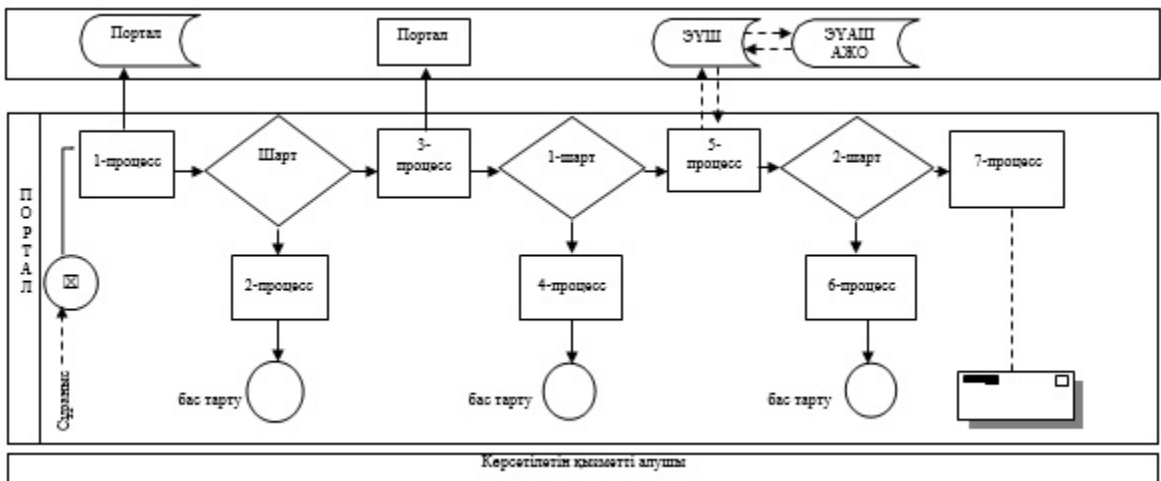 Портал
Портал
ЭҮШ
ЭҮАШ
АЖО
ПОРТАЛ
1-процесс
Шарт
3-
процесс
1-шарт
5-
процесс
2-шарт
7-процесс
2-процесс
4-процесс
6-процесс
Сұраныс
бас тарту
бас тарту
бас тарту
Көрсетілетін қызметті алушы